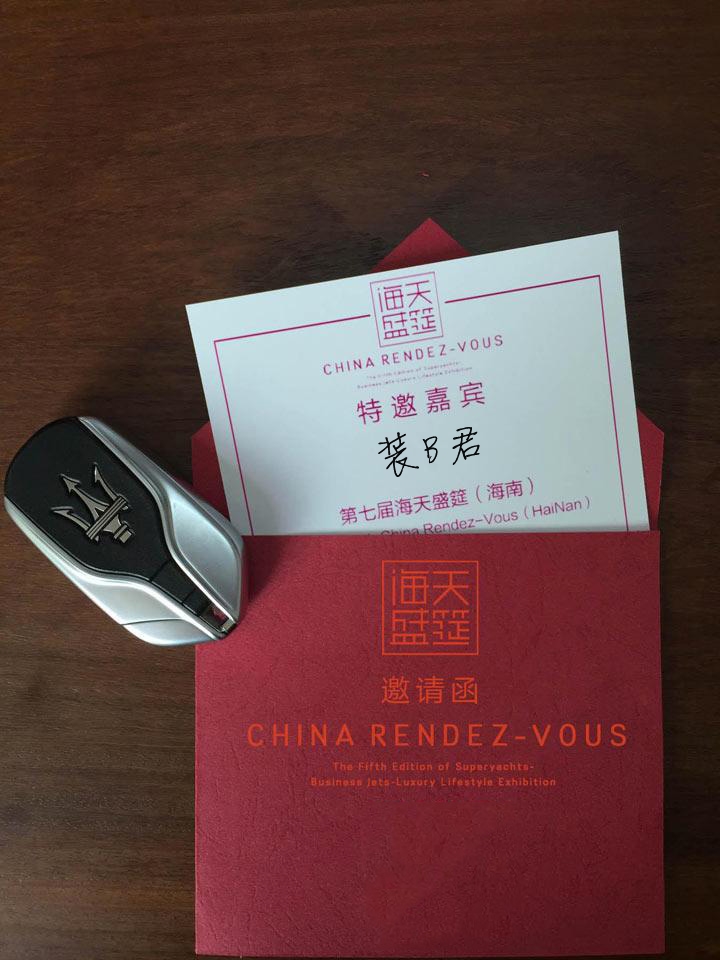 海天
盛筵
CHINA RENDEZ-VOUS
The Fifth Edition of Superyachts-
Business Jets-Luxury Lifestyle Exhibition
特邀嘉宾
装B君
第七届海天盛筵（海南）
China Rendez-Vous（HaiNan）
海天
盛筵
邀请函
CHINA RENDEZ-VOUS
The Fifth Edition of Superyachts-
Business Jets-Luxury Lifestyle Exhibition